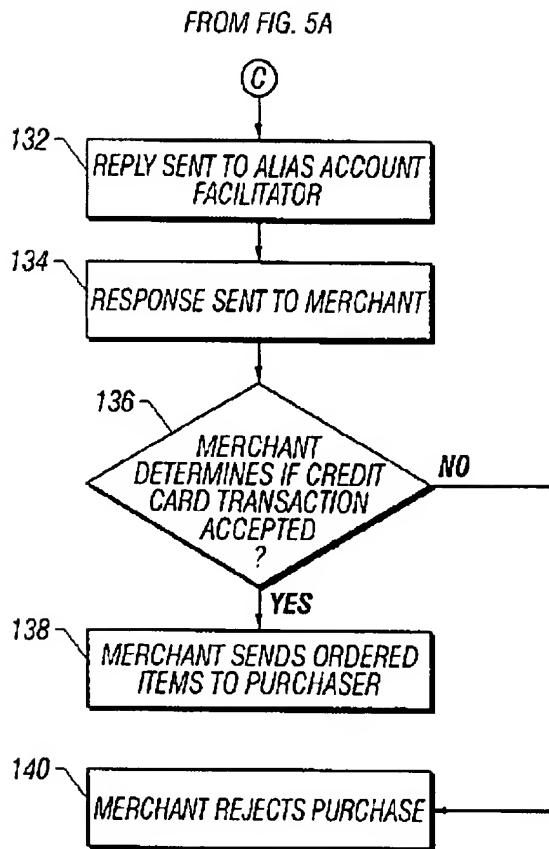 FROM FIG. 5A
C
132
REPLY SENT TO ALIAS ACCOUNT
FACILITATOR
134
RESPONSE SENT TO MERCHANT
136
MERCHANT
DETERMINES IF CREDIT
CARD TRANSACTION
ACCEPTED
?
NO
YES
138
MERCHANT SENDS ORDERED
ITEMS TO PURCHASER
140
MERCHANT REJECTS PURCHASE